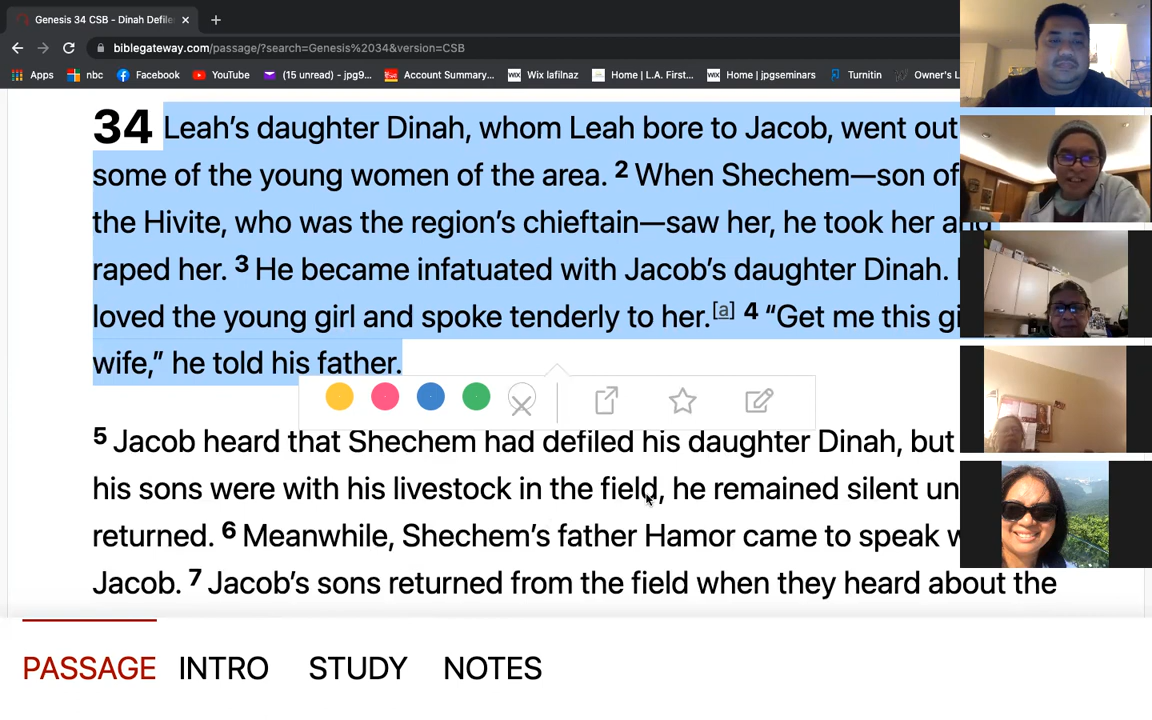 Genesis 34 CSB - Dinah Defile
biblegateway.com/passage/?search=Genesis%2034&version=CSB
Apps nbc Facebook YouTube (15 unread) - jpg9... Account Summary... Wix lafilnaz Home | L.A. First... Home | jpgseminars Turnitin Owner's L
34 Leah's daughter Dinah, whom Leah bore to Jacob, went out
some of the young women of the area. 2 When Shechem—son of
the Hivite, who was the region's chieftain—saw her, he took her and
raped her. 3 He became infatuated with Jacob's daughter Dinah.
loved the young girl and spoke tenderly to her.[a] 4 “Get me this gi
wife,” he told his father.
5 Jacob heard that Shechem had defiled his daughter Dinah, but
his sons were with his livestock in the field, he remained silent un
returned. 6 Meanwhile, Shechem's father Hamor came to speak w
Jacob. 7 Jacob's sons returned from the field when they heard about the
PASSAGE INTRO STUDY NOTES